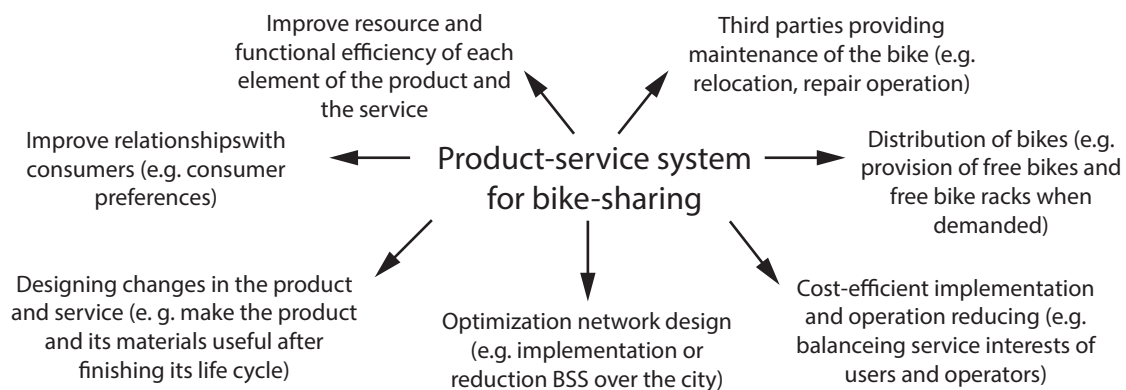 Improve resource and
functional efficiency of each
element of the product and
the service
Third parties providing
maintenance of the bike (e.g.
relocation, repair operation)
Improve relationshipswith
consumers (e.g. consumer
preferences)
Product-service system
for bike-sharing
Distribution of bikes (e.g.
provision of free bikes and
free bike racks when
demanded)
Designing changes in the product
and service (e. g. make the product
and its materials useful after
finishing its life cycle)
Optimization network design
(e.g. implementation or
reduction BSS over the city)
Cost-efficient implementation
and operation reducing (e.g.
balanceing service interests of
users and operators)